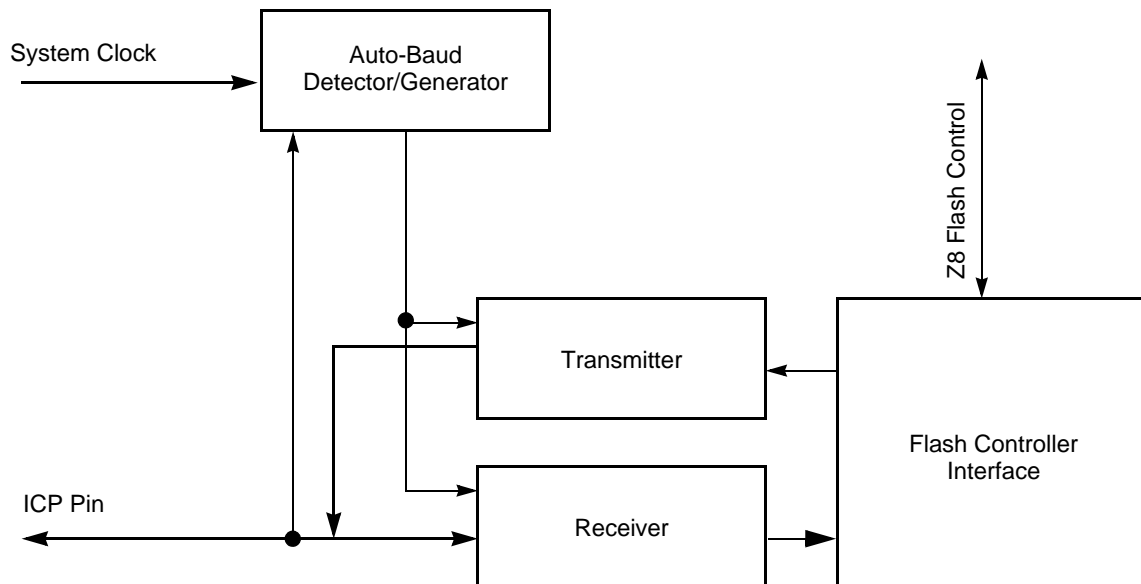 System Clock
Auto-Baud
Detector/Generator
Z8 Flash Control
Transmitter
Flash Controller
Interface
ICP Pin
Receiver